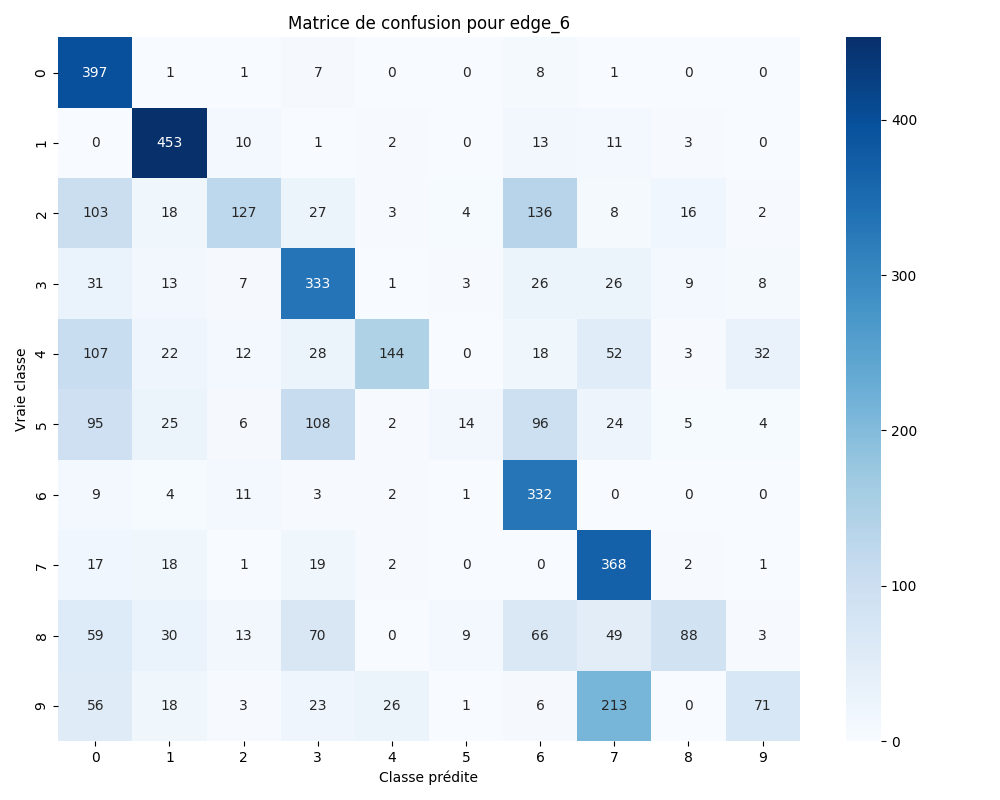 Matrice de confusion pour edge_6
0 397 1 1 7 0 0 8 1 0 0
1 0 453 10 1 2 0 13 11 3 0
2 103 18 127 27 3 4 136 8 16 2
3 31 13 7 333 1 3 26 26 9 8
4 107 22 12 28 144 0 18 52 3 32
5 95 25 6 108 2 14 96 24 5 4
6 9 4 11 3 2 1 332 0 0 0
7 17 18 1 19 2 0 0 368 2 1
8 59 30 13 70 0 9 66 49 88 3
9 56 18 3 23 26 1 6 213 0 71
0 1 2 3 4 5 6 7 8 9
Classe prédite
Vraie classe
400
300
200
100
0